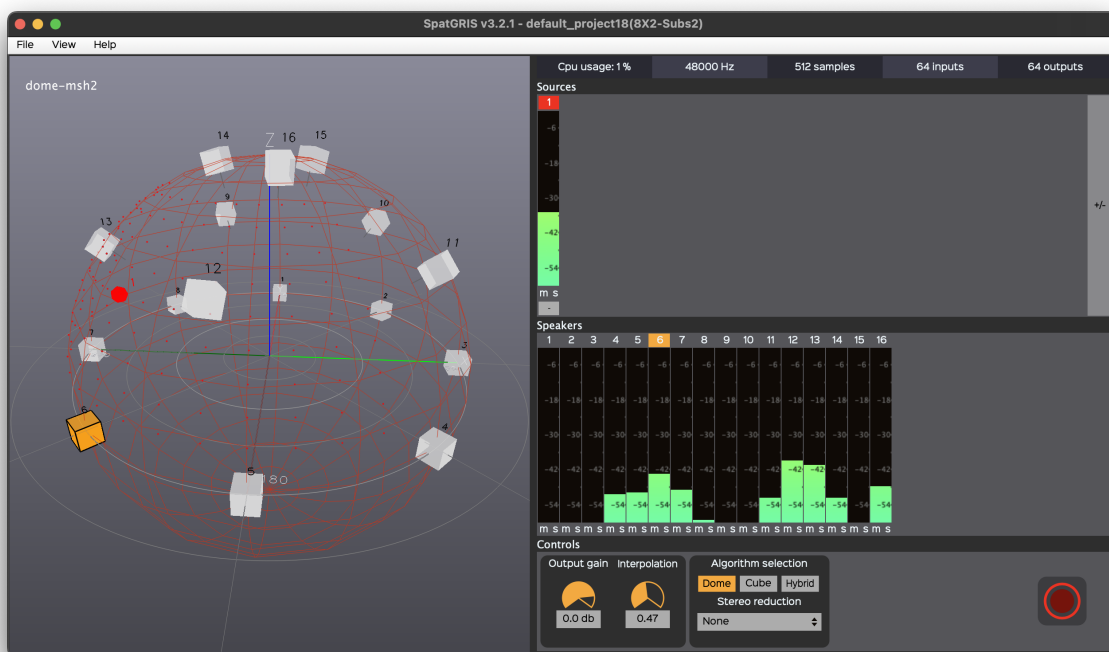 SpatGRIS v3.2.1 - default_project18(8X2-Subs2)
File View Help
Cpu usage: 1 % 48000 Hz 512 samples 64 inputs 64 outputs
dome-msh2
Sources
1
-6
-18
-30
-42
-54
m s
-
+/-
14 Z 16 15
9 10
13 11
12
1
1
8 2
7 3
6 4
5 180
Speakers
1 2 3 4 5 6 7 8 9 10 11 12 13 14 15 16
-6 -6 -6 -6 -6 -6 -6 -6 -6 -6 -6 -6 -6 -6 -6 -6
-18 -18 -18 -18 -18 -18 -18 -18 -18 -18 -18 -18 -18 -18 -18 -18
-30 -30 -30 -30 -30 -30 -30 -30 -30 -30 -30 -30 -30 -30 -30 -30
-42 -42 -42 -42 -42 -42 -42 -42 -42 -42 -42 -42 -42 -42 -42 -42
-54 -54 -54 -54 -54 -54 -54 -54 -54 -54 -54 -54 -54 -54 -54 -54
m s m s m s m s m s m s m s m s m s m s m s m s m s m s m s m s
Controls
Output gain Interpolation Algorithm selection
Dome Cube Hybrid
Stereo reduction
0.0 db 0.47
None